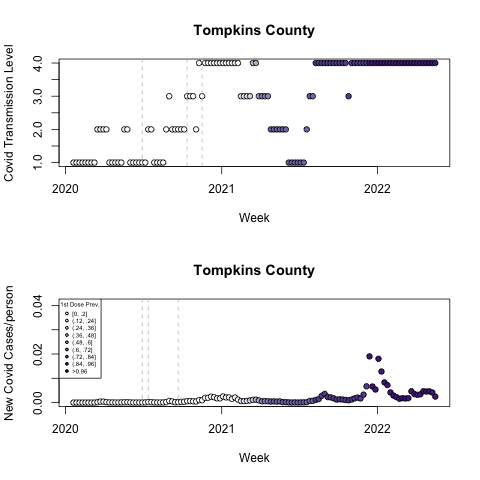 Tompkins County
Covid Transmission Level
4.0
3.0
2.0
1.0
2020 2021 2022
Week
Tompkins County
New Covid Cases/person
0.04
0.02
0.00
1st Dose Prev.
[0, .2]
(.12, .24]
(.24, .36]
(.36, .48]
(.48, .6]
(.6, .72]
(.72, .84]
(.84, .96]
>0.96
2020 2021 2022
Week